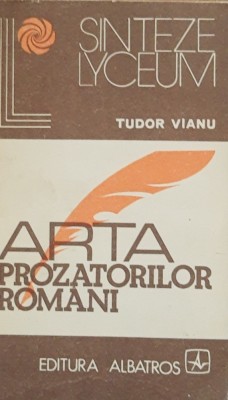 SINTEZE
LYCEUM
TUDOR VIANU
ARTA
PROZATORILOR
ROMÂNI
EDITURA ALBATROS